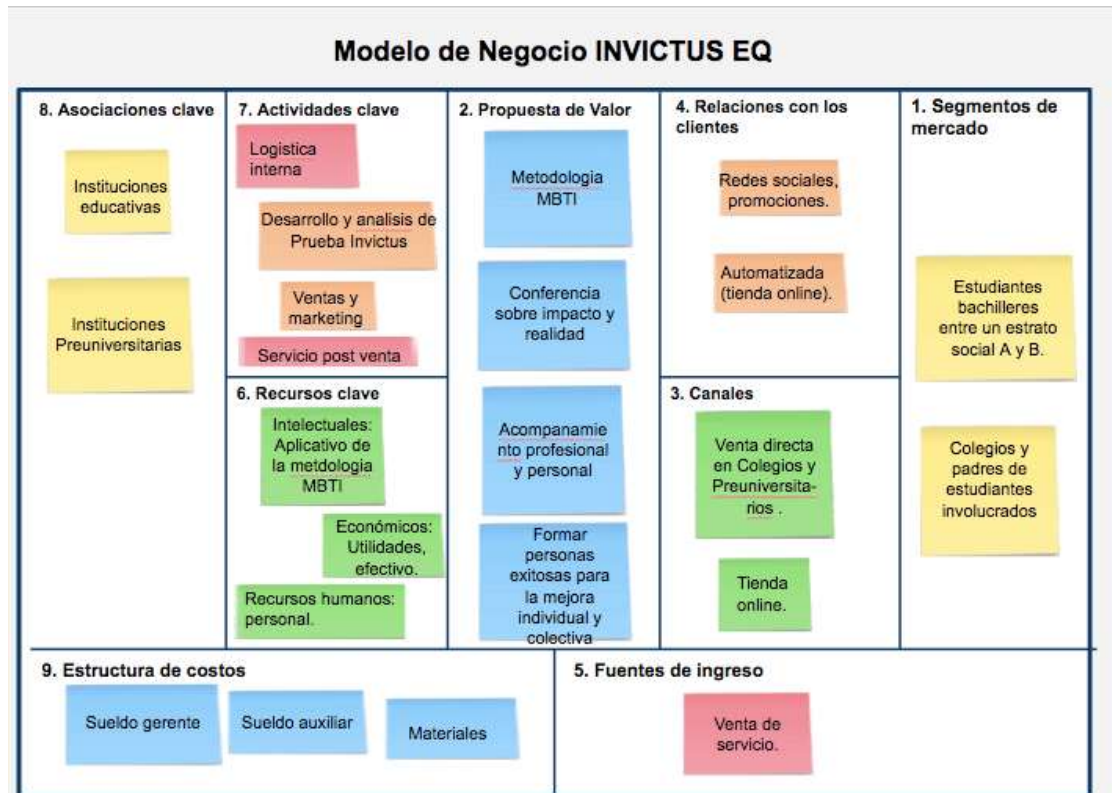 Modelo de Negocio INVICTUS EQ
8. Asociaciones clave
Instituciones
educativas
Instituciones
Preuniversitarias
7. Actividades clave
Logistica
interna
Desarrollo y analisis de
Prueba Invictus
Ventas y
marketing
Servicio post venta
6. Recursos clave
Intelectuales:
Aplicativo de
la metdologia
MBTI
Económicos:
Utilidades,
efectivo.
Recursos humanos:
personal.
2. Propuesta de Valor
Metodologia
MBTI
Conferencia
sobre impacto y
realidad
Acompanamie
nto profesional
y personal
Formar
personas
exitosas para
la mejora
individual y
colectiva
4. Relaciones con los
clientes
Redes sociales,
promociones.
Automatizada
(tienda online).
3. Canales
Venta directa
en Colegios y
Preuniversita-
rios .
Tienda
online.
1. Segmentos de
mercado
Estudiantes
bachilleres
entre un estrato
social A y B.
Colegios y
padres de
estudiantes
involucrados
9. Estructura de costos
Sueldo gerente
Sueldo auxiliar
Materiales
5. Fuentes de ingreso
Venta de
servicio.